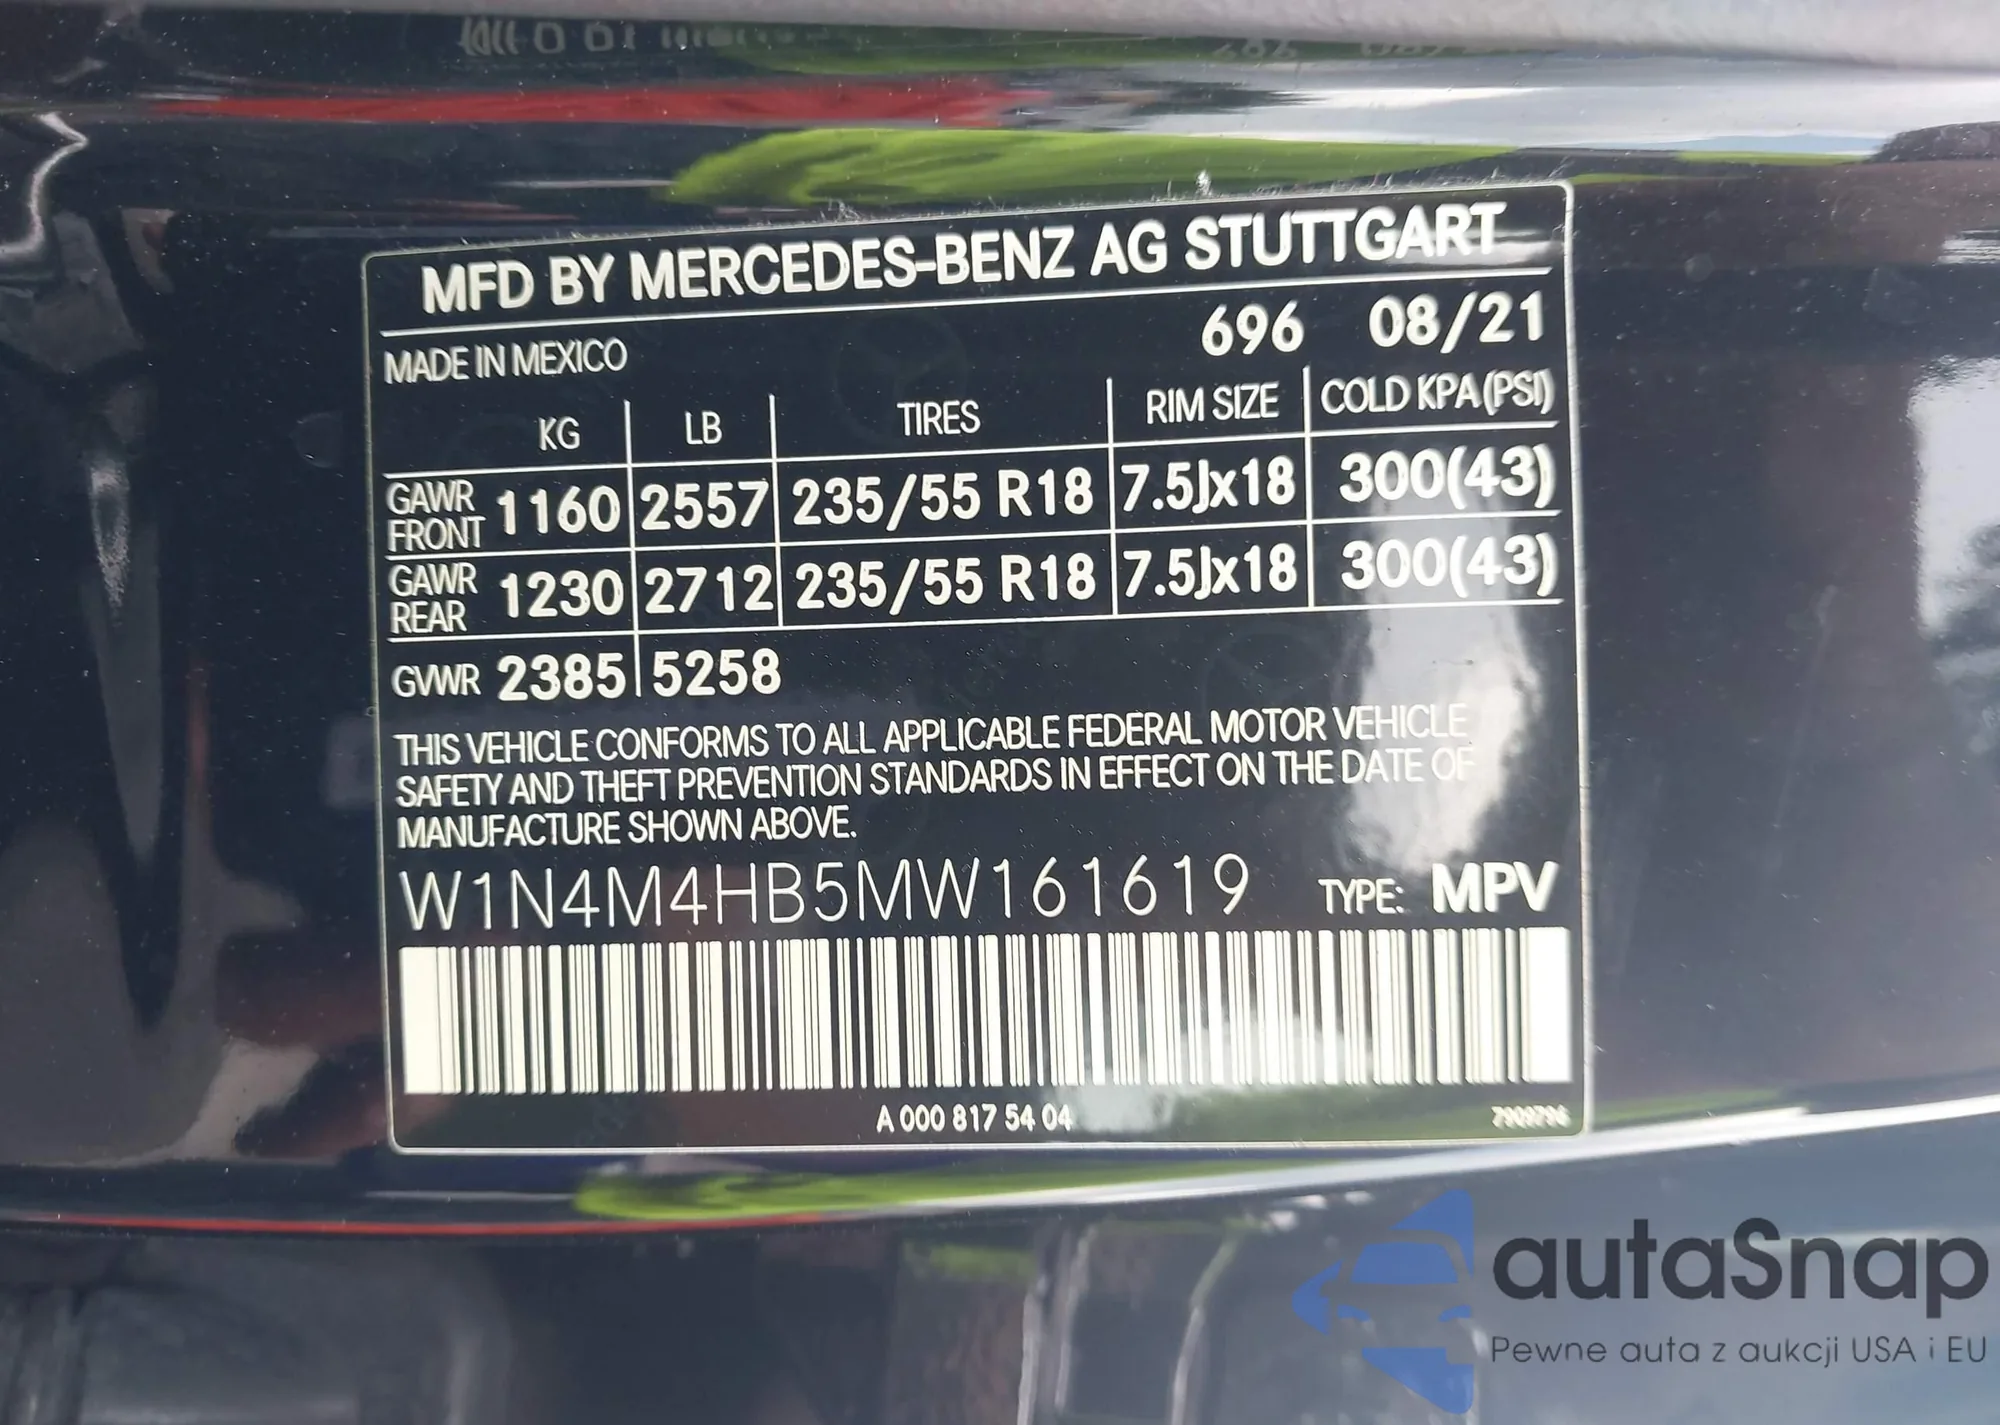 MFD BY MERCEDES-BENZ AG STUTTGART
MADE IN MEXICO 696 08/21
KG LB TIRES RIM SIZE COLD KPA(PSI)
GAWR FRONT 1160 2557 235/55 R18 7.5Jx18 300(43)
GAWR REAR 1230 2712 235/55 R18 7.5Jx18 300(43)
GVWR 2385 5258
THIS VEHICLE CONFORMS TO ALL APPLICABLE FEDERAL MOTOR VEHICLE
SAFETY AND THEFT PREVENTION STANDARDS IN EFFECT ON THE DATE OF
MANUFACTURE SHOWN ABOVE.
W1N4M4HB5MW161619 TYPE: MPV
A 000 817 54 04
autaSnap
Pewne auta z aukcji USA i EU